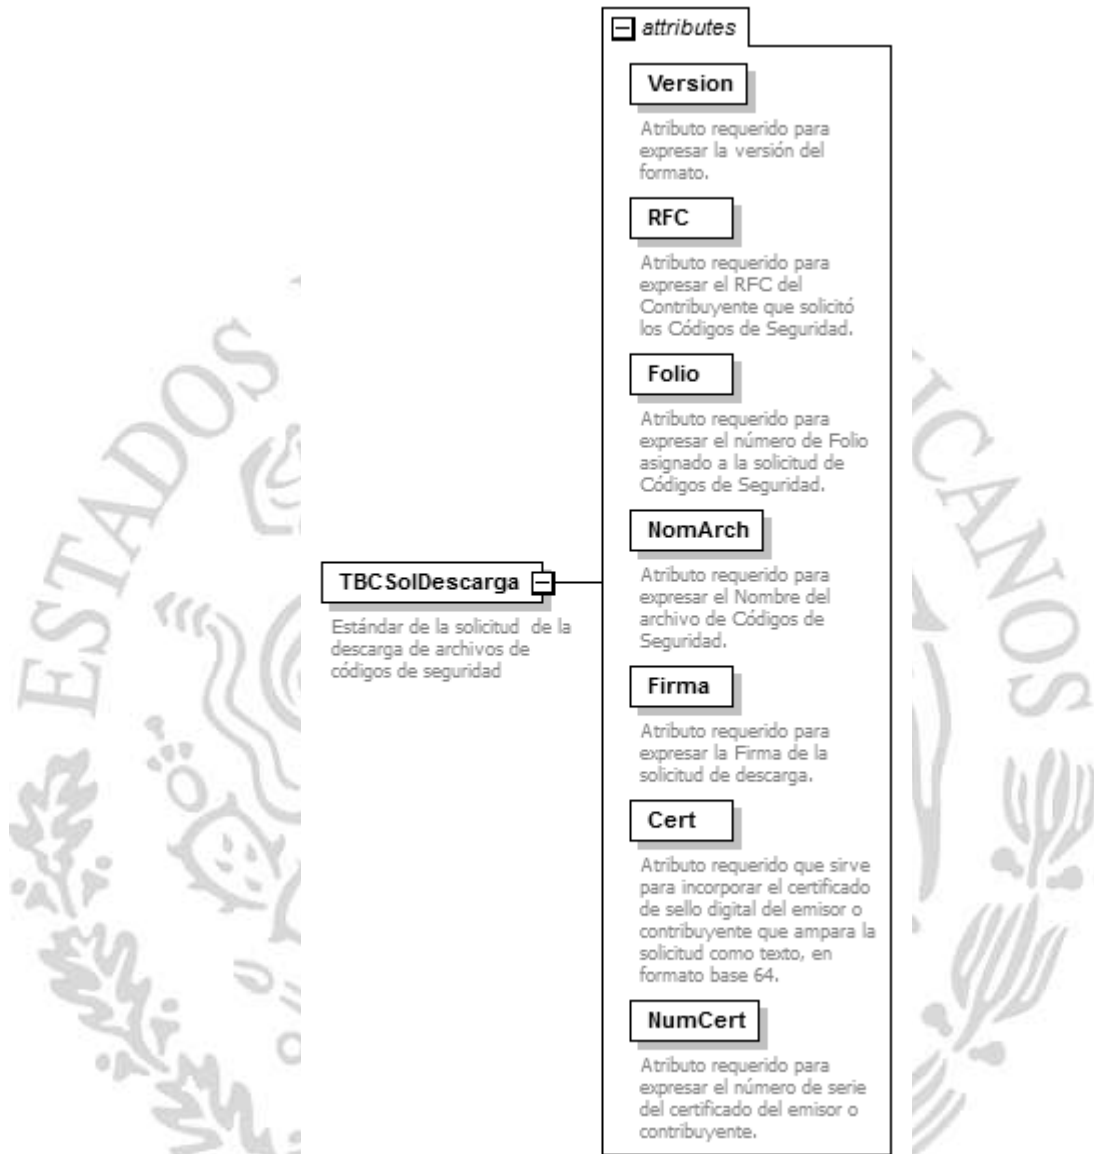 attributes
Version
Atributo requerido para
expresar la versión del
formato.
RFC
Atributo requerido para
expresar el RFC del
Contribuyente que solicitó
los Códigos de Seguridad.
Folio
Atributo requerido para
expresar el número de Folio
asignado a la solicitud de
Códigos de Seguridad.
NomArch
Atributo requerido para
expresar el Nombre del
archivo de Códigos de
Seguridad.
TBCSolDescarga
Estándar de la solicitud  de la
descarga de archivos de
códigos de seguridad
Firma
Atributo requerido para
expresar la Firma de la
solicitud de descarga.
Cert
Atributo requerido que sirve
para incorporar el certificado
de sello digital del emisor o
contribuyente que ampara la
solicitud como texto, en
formato base 64.
NumCert
Atributo requerido para
expresar el número de serie
del certificado del emisor o
contribuyente.
ESTADOS
ICANOS